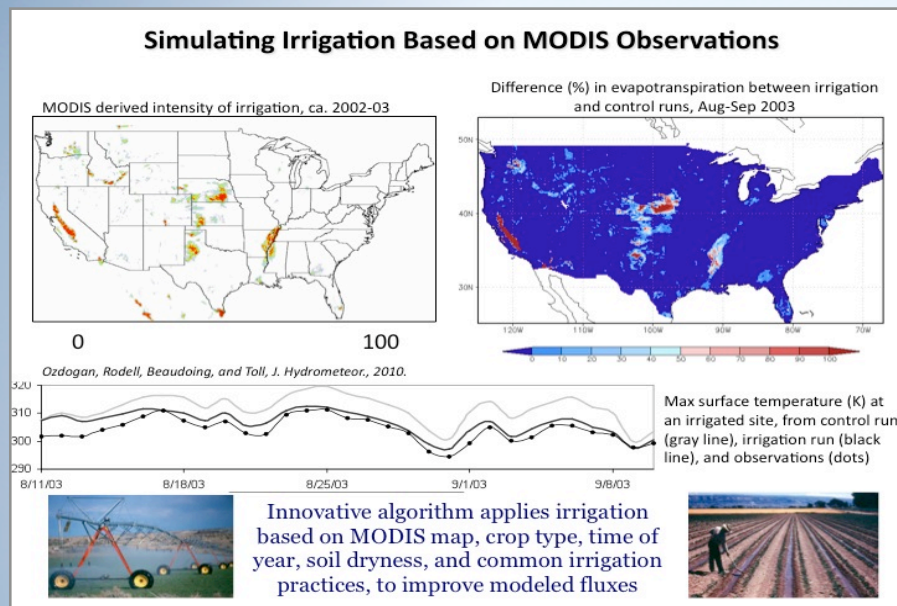 Simulating Irrigation Based on MODIS Observations
MODIS derived intensity of irrigation, ca. 2002-03
Difference (%) in evapotranspiration between irrigation
and control runs, Aug-Sep 2003
50N
40N
30N
120W 110W 100W 90W 80W 70W
0 10 20 30 40 50 60 70 80 90 100
0 100
Ozdogan, Rodell, Beaudoing, and Toll, J. Hydrometeor., 2010.
320
310
300
290
8/11/03 8/18/03 8/25/03 9/1/03 9/8/03
Max surface temperature (K) at
an irrigated site, from control run
(gray line), irrigation run (black
line), and observations (dots)
Innovative algorithm applies irrigation
based on MODIS map, crop type, time of
year, soil dryness, and common irrigation
practices, to improve modeled fluxes